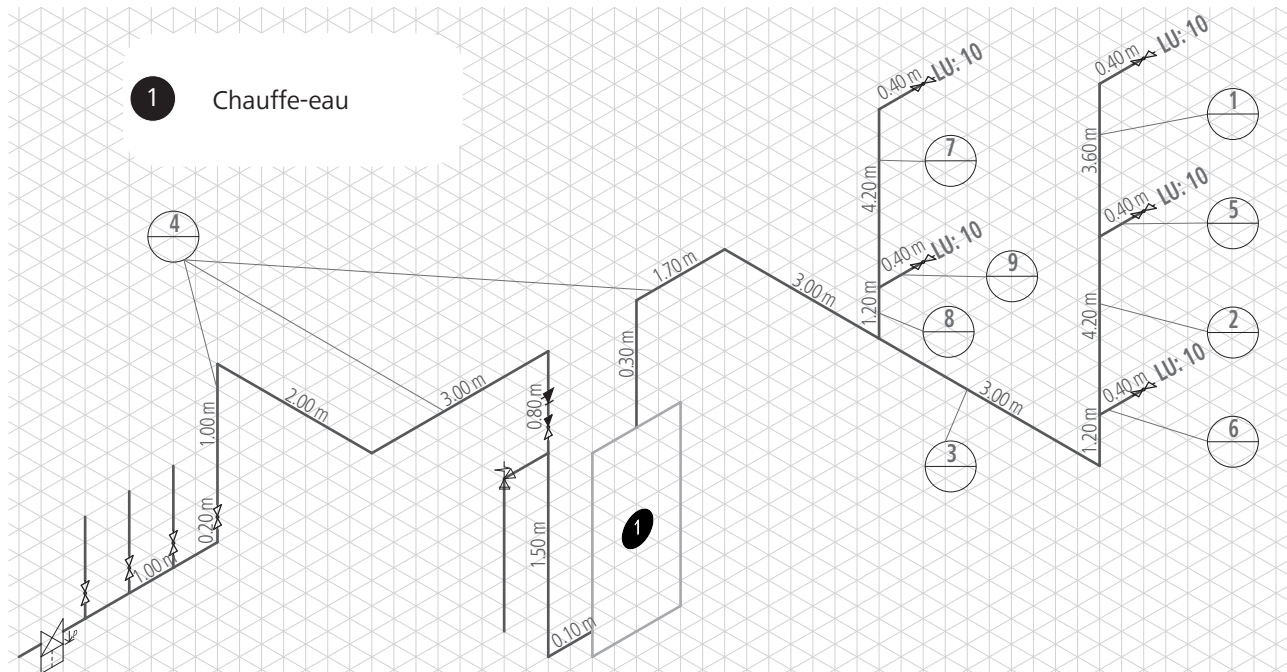 1 Chauffe-eau
0.40 m LU: 10
0.40 m LU: 10
1
7
3.60 m
4.20 m
0.40 m LU: 10
5
4
0.40 m LU: 10
9
1.70 m
3.00 m
1.20 m
8
4.20 m
2
0.30 m
3.00 m
0.40 m LU: 10
6
1.20 m
3
2.00 m
3.00 m
0.80 m
1.00 m
0.20 m
1.00 m
1.50 m
1
0.10 m
P